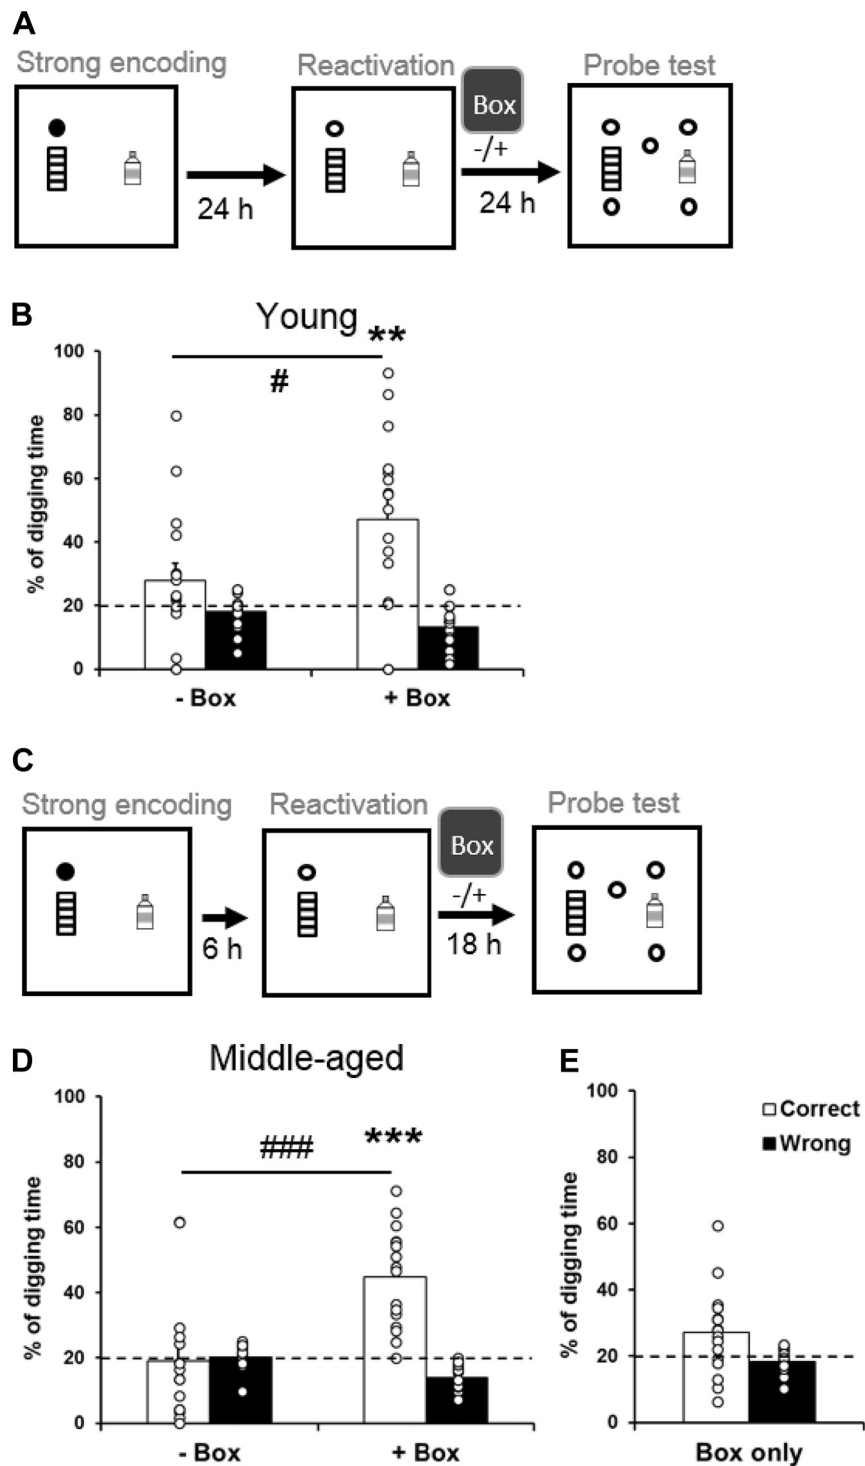 A
Strong encoding
Reactivation
Probe test
Box
-/+
24 h
24 h
B
Young
**
#
% of digging time
100
80
60
40
20
0
- Box
+ Box
C
Strong encoding
Reactivation
Probe test
Box
-/+
6 h
18 h
D
Middle-aged
###
***
% of digging time
100
80
60
40
20
0
- Box
+ Box
E
Correct
Wrong
% of digging time
100
80
60
40
20
0
Box only